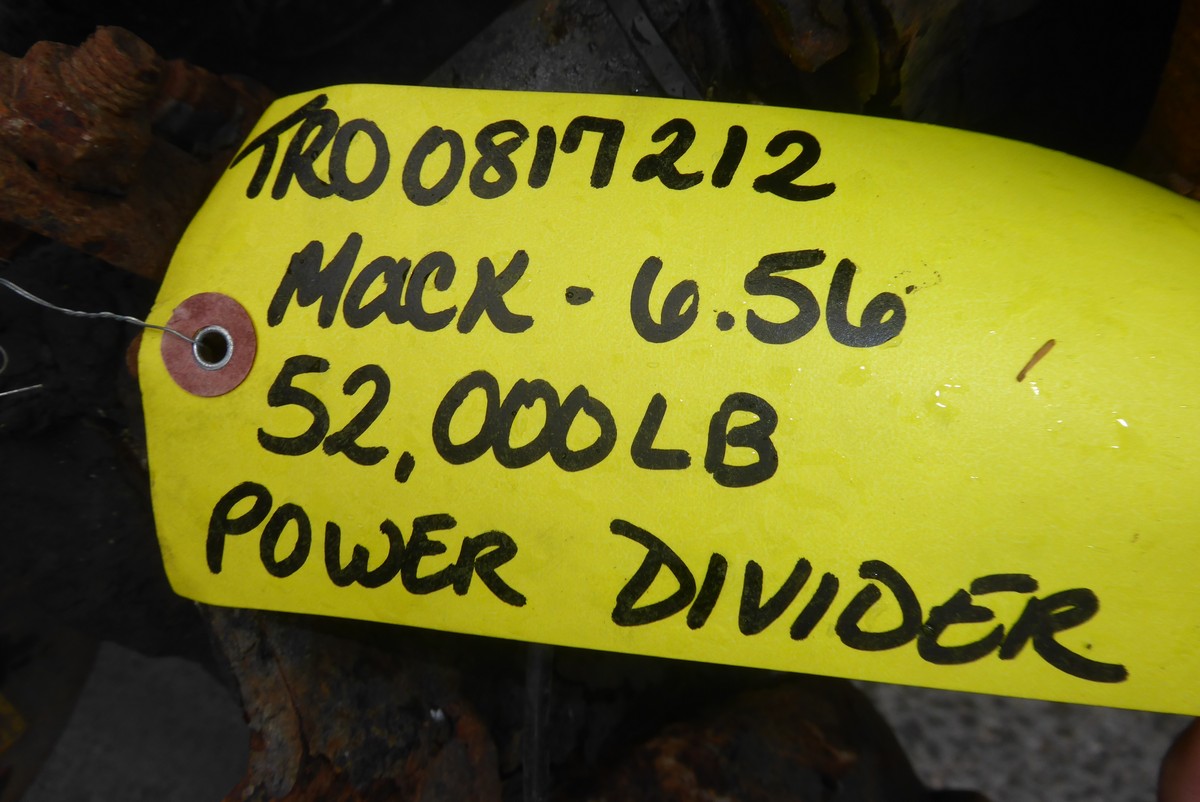 TRO0817212
MACK - 6.56
52,000LB
POWER DIVIDER